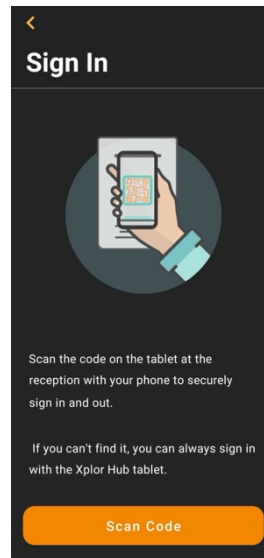 Sign In
Scan the code on the tablet at the
reception with your phone to securely
sign in and out.
If you can't find it, you can always sign in
with the Xplor Hub tablet.
Scan Code